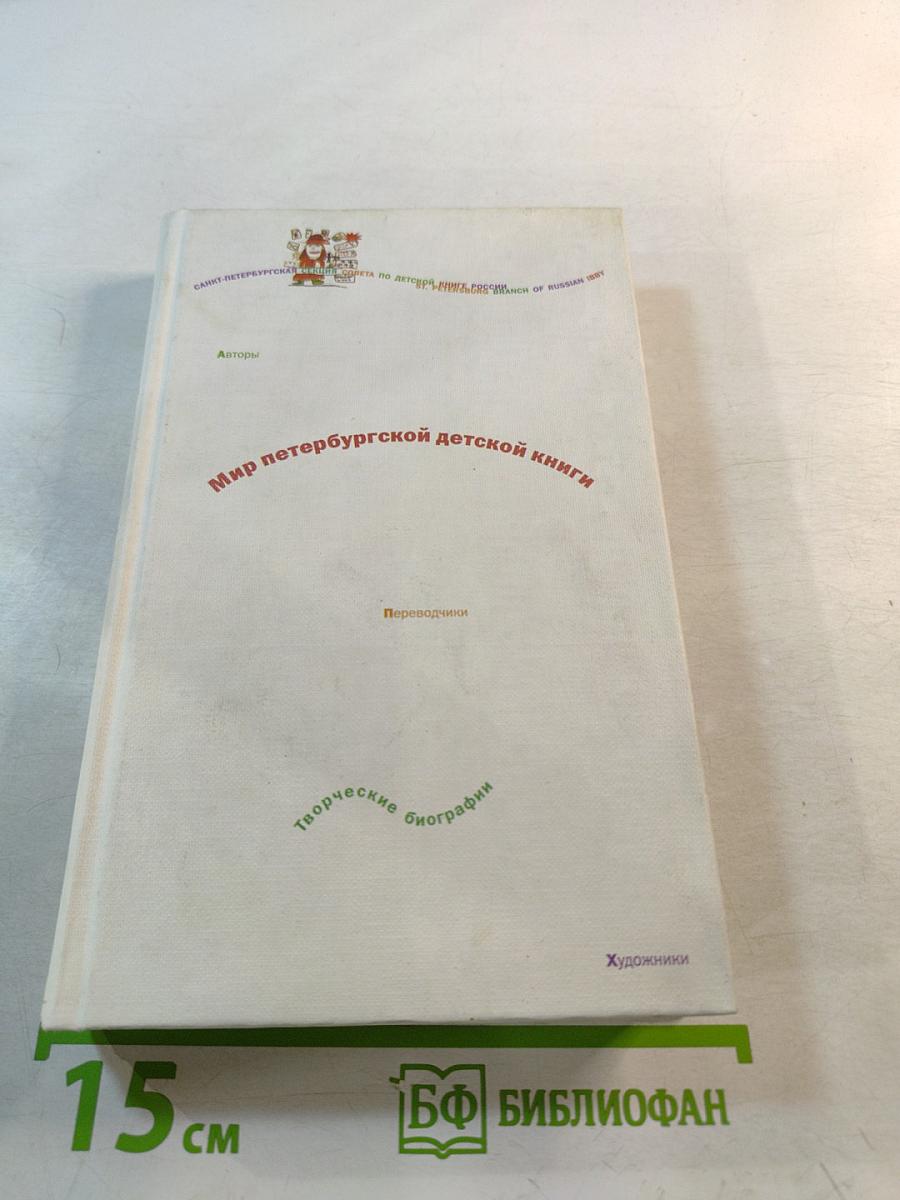 САНКТ-ПЕТЕРБУРГСКАЯ СЕКЦИЯ СОВЕТА ПО ДЕТСКОЙ КНИГЕ РОССИИ
ST. PETERSBURG BRANCH OF RUSSIAN IBBY
Авторы
Мир петербургской детской книги
Переводчики
Творческие биографии
Художники
15 см
БФ БИБЛИОФАН